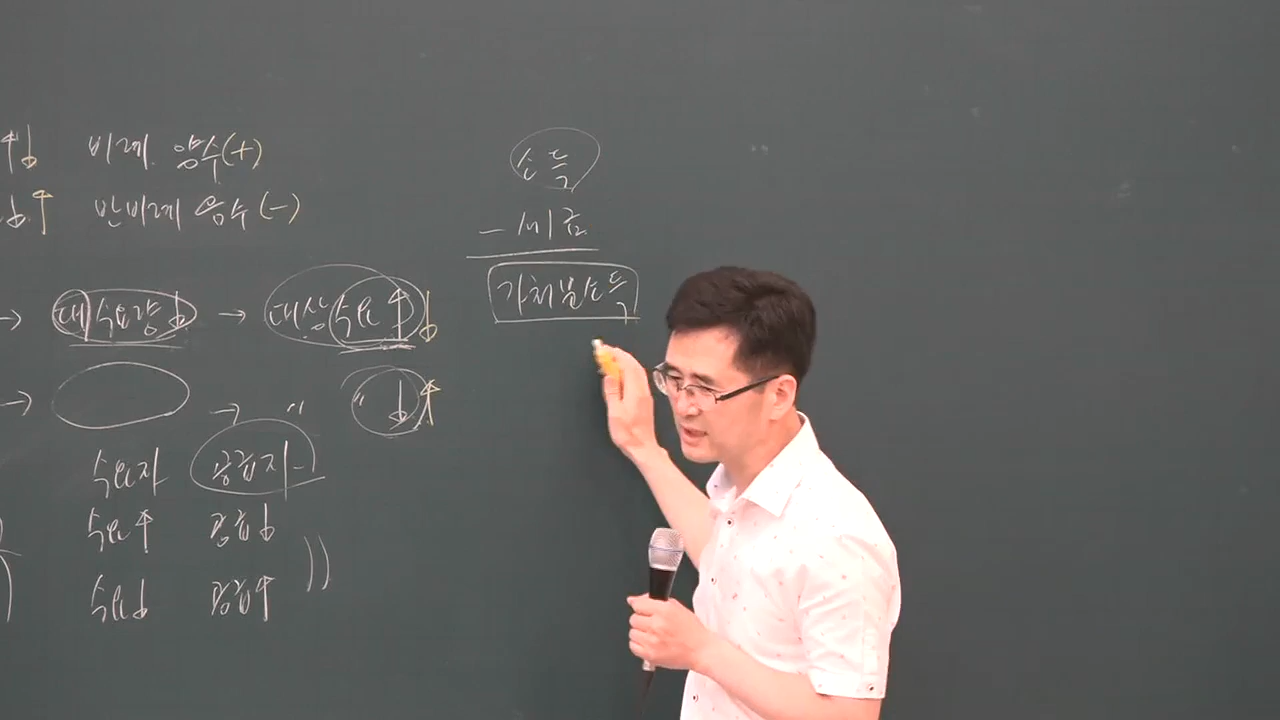 ↑↓ 비례 양수(+)
↓↑ 반비례 음수(-)
→ 대수요량↓ → 대상수요↑↓
→ → 〃 〃 ↓↑
수요자 공급자-1
수요↑ 공급↓
수요↓ 공급↑ ))
소득
- 세금
가처분소득